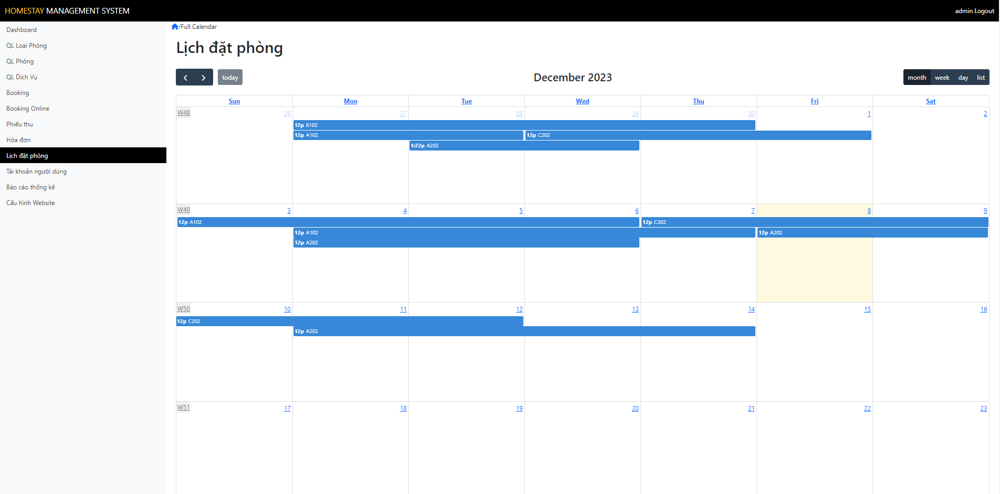 HOMESTAY MANAGEMENT SYSTEM
admin Logout
Dashboard
QL Loại Phòng
QL Phòng
QL Dịch Vụ
Booking
Booking Online
Phiếu thu
Hóa đơn
Lịch đặt phòng
Tài khoản người dùng
Báo cáo thống kê
Cấu hình Website
/Full Calendar
Lịch đặt phòng
today
December 2023
month week day list
Sun Mon Tue Wed Thu Fri Sat
W48 26 27 28 29 30 1 2
12p B102
12p A102 12p C202
1:22p A202
W49 3 4 5 6 7 8 9
12p A102 12p C202
12p A102 12p A202
12p A202
W50 10 11 12 13 14 15 16
12p C202
12p A202
W51 17 18 19 20 21 22 23